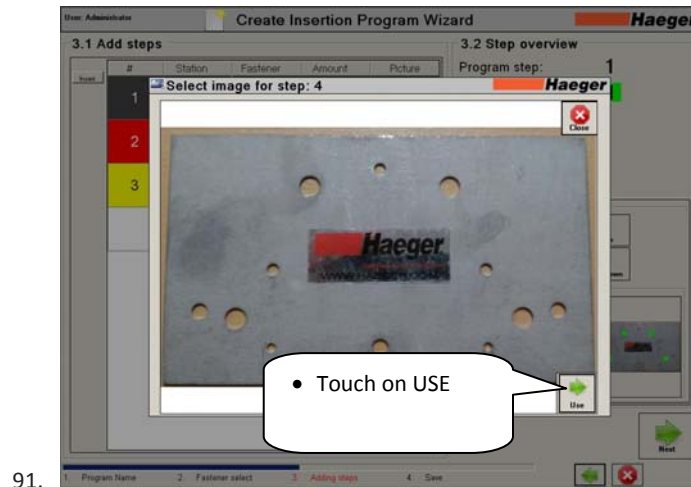 User: Administrator
Create Insertion Program Wizard
Haeger
3.1 Add steps
3.2 Step overview
# Station Fastener Amount Picture
Program step: 1
Insert
Select image for step: 4
Haeger
1
Close
2
3
Haeger
• Touch on USE
Use
Next
91.
1 Program Name 2. Fastener select 3 Adding steps 4. Save